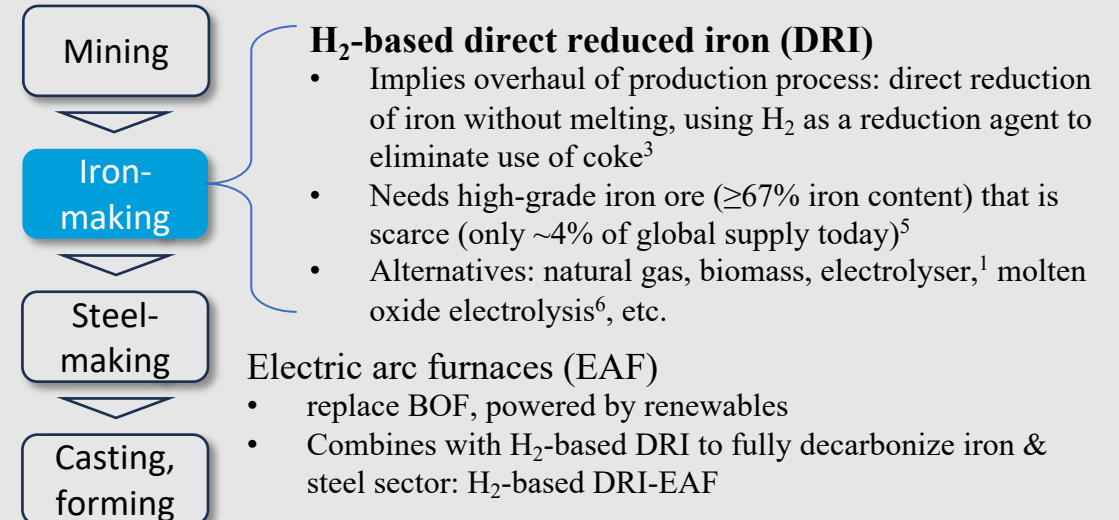 Mining
Iron-
making
Steel-
making
Casting,
forming
H₂-based direct reduced iron (DRI)
• Implies overhaul of production process: direct reduction
of iron without melting, using H₂ as a reduction agent to
eliminate use of coke³
• Needs high-grade iron ore (≥67% iron content) that is
scarce (only ~4% of global supply today)⁵
• Alternatives: natural gas, biomass, electrolyser,¹ molten
oxide electrolysis⁶, etc.
Electric arc furnaces (EAF)
• replace BOF, powered by renewables
• Combines with H₂-based DRI to fully decarbonize iron &
steel sector: H₂-based DRI-EAF